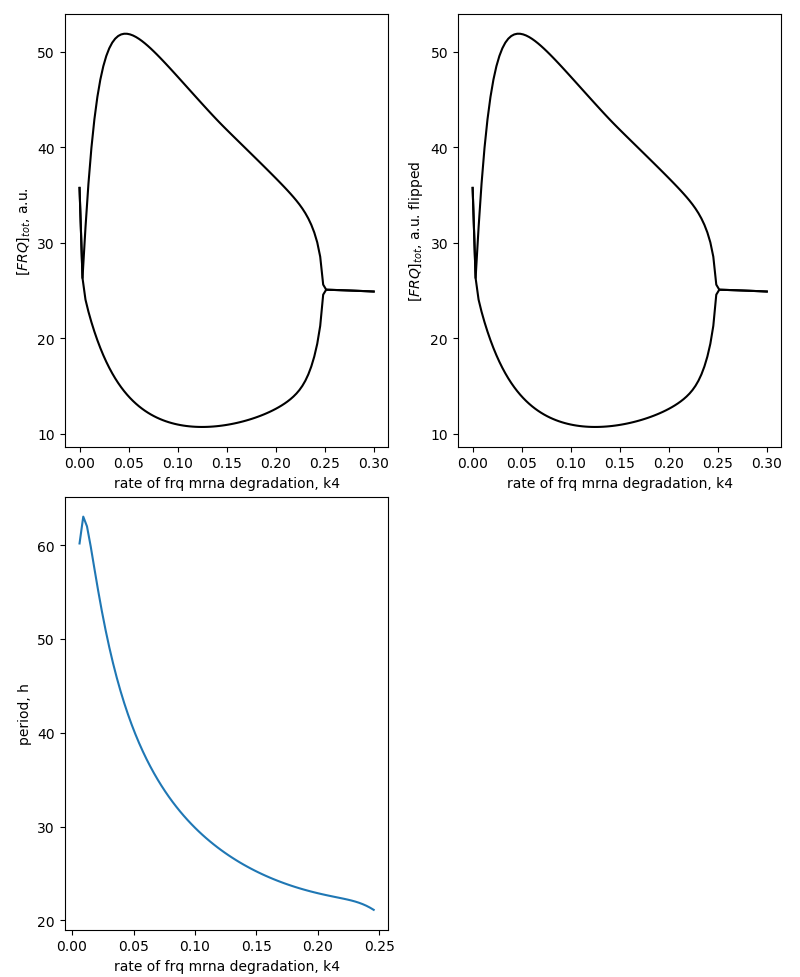 50
40
30
20
10
[FRQ]tot, a.u.
0.00 0.05 0.10 0.15 0.20 0.25 0.30
rate of frq mrna degradation, k4
50
40
30
20
10
[FRQ]tot, a.u. flipped
0.00 0.05 0.10 0.15 0.20 0.25 0.30
rate of frq mrna degradation, k4
60
50
40
30
20
period, h
0.00 0.05 0.10 0.15 0.20 0.25
rate of frq mrna degradation, k4